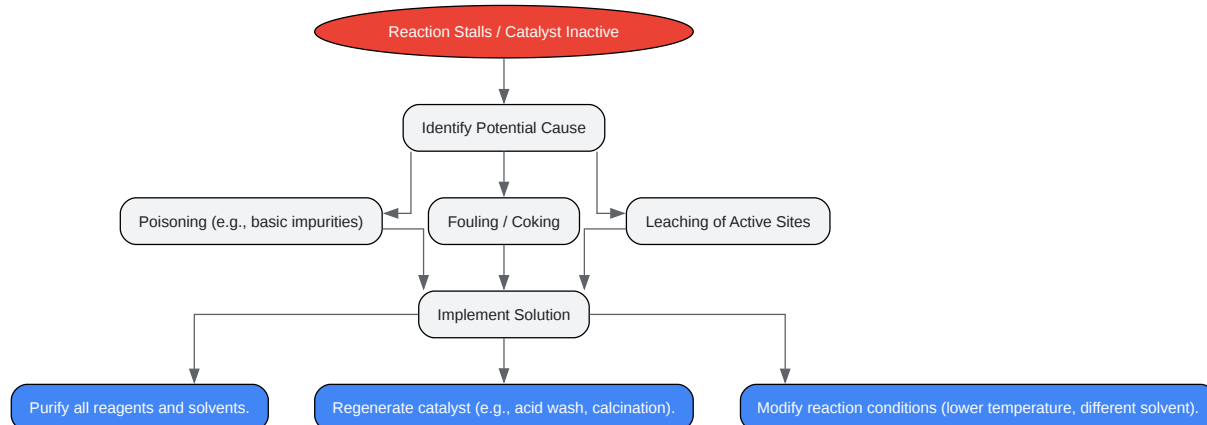 Reaction Stalls / Catalyst Inactive
Identify Potential Cause
Poisoning (e.g., basic impurities)
Fouling / Coking
Leaching of Active Sites
Implement Solution
Purify all reagents and solvents.
Regenerate catalyst (e.g., acid wash, calcination).
Modify reaction conditions (lower temperature, different solvent).